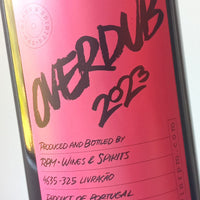 OVERDUB
2023
PRODUCED AND BOTTLED BY
RPM - WINES & SPIRITS
4635-325 LIVRAÇÃO
PRODUCT OF PORTUGAL